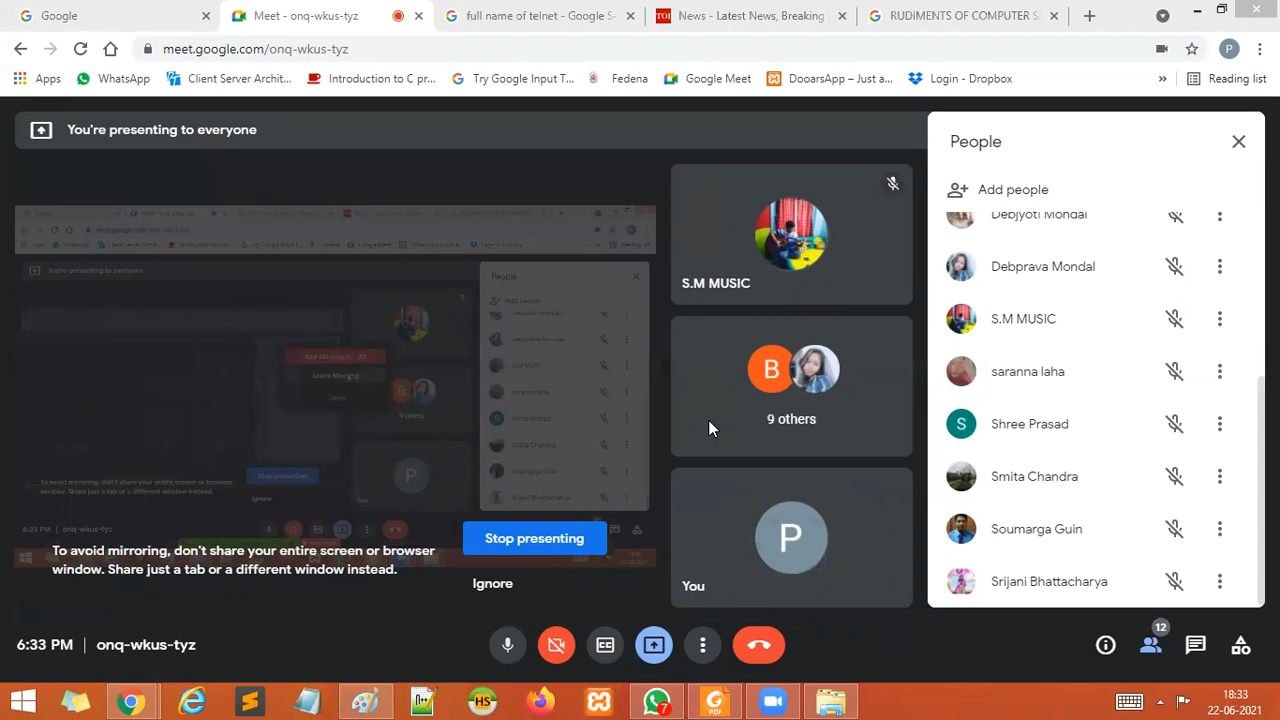 Google
Meet - onq-wkus-tyz
full name of telnet - Google S
TOI
News - Latest News, Breaking
RUDIMENTS OF COMPUTER S
meet.google.com/onq-wkus-tyz
P
Apps
WhatsApp
Client Server Archit...
Introduction to C pr...
Try Google Input T...
Fedena
Google Meet
DooarsApp – Just a...
Login - Dropbox
»
Reading list
You're presenting to everyone
People
Add people
Debjyoti Mondal
Debprava Mondal
S.M MUSIC
saranna laha
Shree Prasad
Smita Chandra
Soumarga Guin
Srijani Bhattacharya
S.M MUSIC
B
9 others
P
You
To avoid mirroring, don't share your entire screen or browser
window. Share just a tab or a different window instead.
Stop presenting
Ignore
6:33 PM | onq-wkus-tyz
12
HS
7
PDF
18:33
22-06-2021